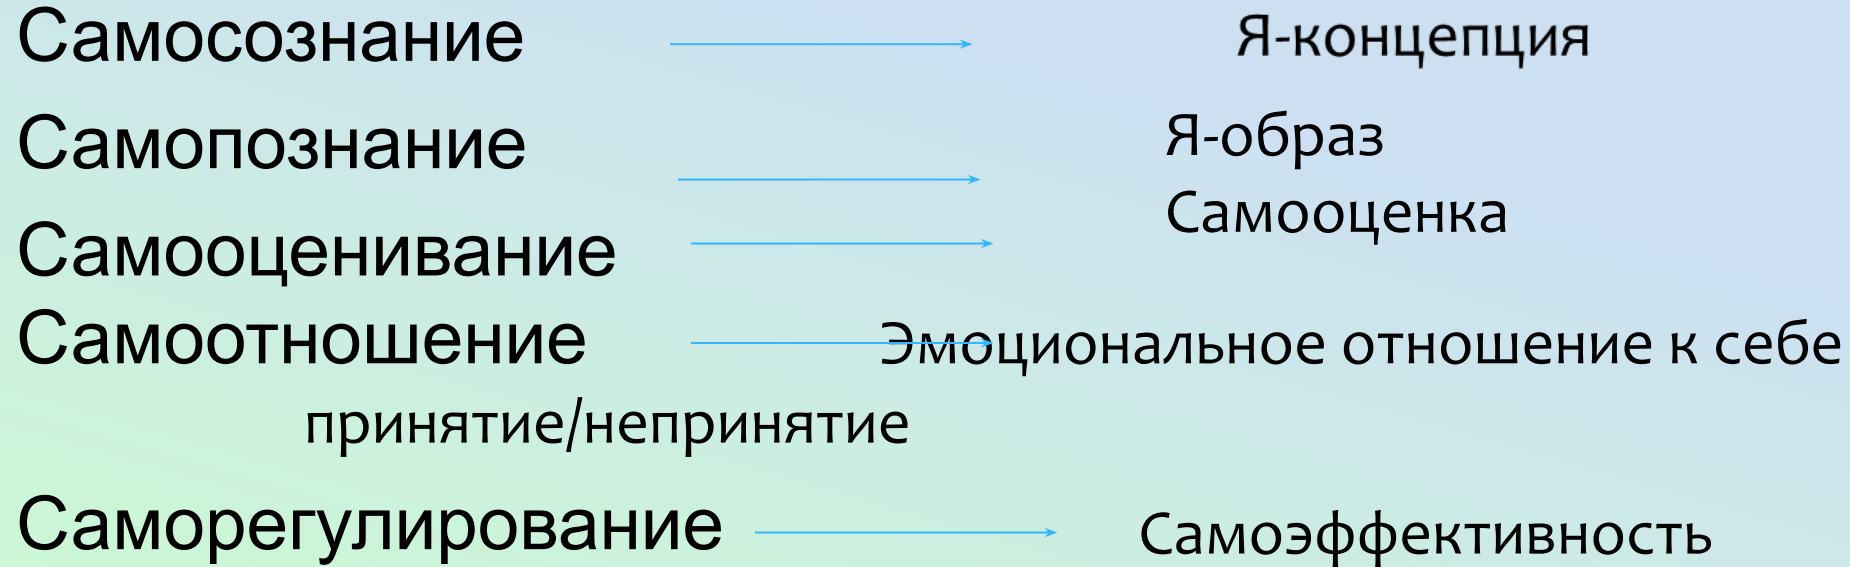 Самосознание Я-концепция
Самопознание Я-образ
Самооценивание Самооценка
Самоотношение Эмоциональное отношение к себе
принятие/непринятие
Саморегулирование Самоэффективность